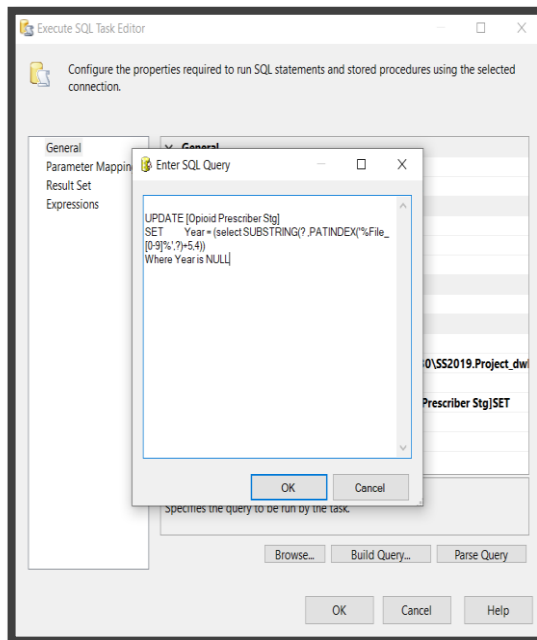 Execute SQL Task Editor
Configure the properties required to run SQL statements and stored procedures using the selected
connection.
General
Parameter Mappin
Result Set
Expressions
General
Enter SQL Query
UPDATE [Opioid Prescriber Stg]
SET Year = (select SUBSTRING(? ,PATINDEX('%File_
[0-9]%',?)+5,4))
Where Year is NULL
0\SS2019.Project_dw
Prescriber Stg]SET
OK
Cancel
Specifies the query to be run by the task.
Browse...
Build Query...
Parse Query
OK
Cancel
Help